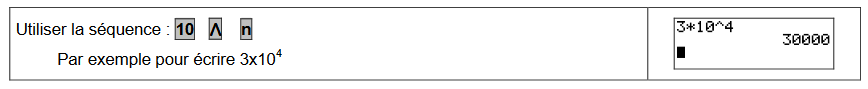 Utiliser la séquence : 10 Λ n
Par exemple pour écrire 3x10⁴
3*10^4
30000